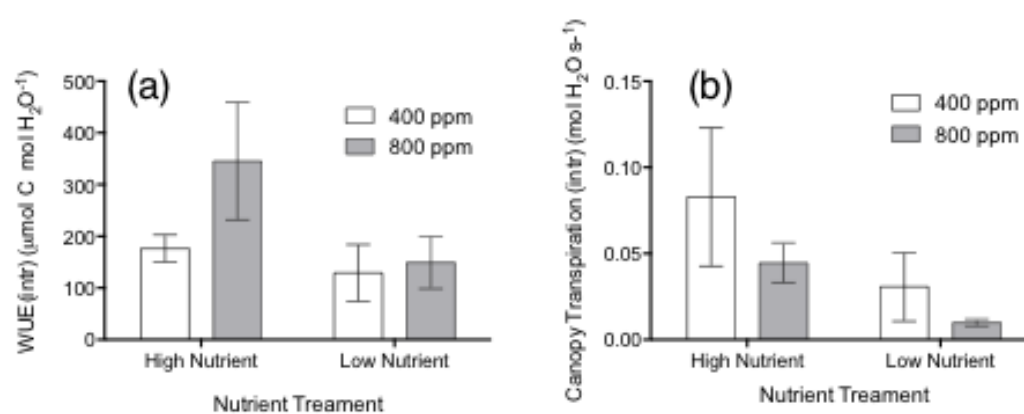 (a)
WUE(intr) (µmol C mol H₂O⁻¹)
500
400
300
200
100
0
400 ppm
800 ppm
High Nutrient
Low Nutrient
Nutrient Treament
(b)
Canopy Transpiration (intr) (mol H₂O s⁻¹)
0.15
0.10
0.05
0.00
400 ppm
800 ppm
High Nutrient
Low Nutrient
Nutrient Treament